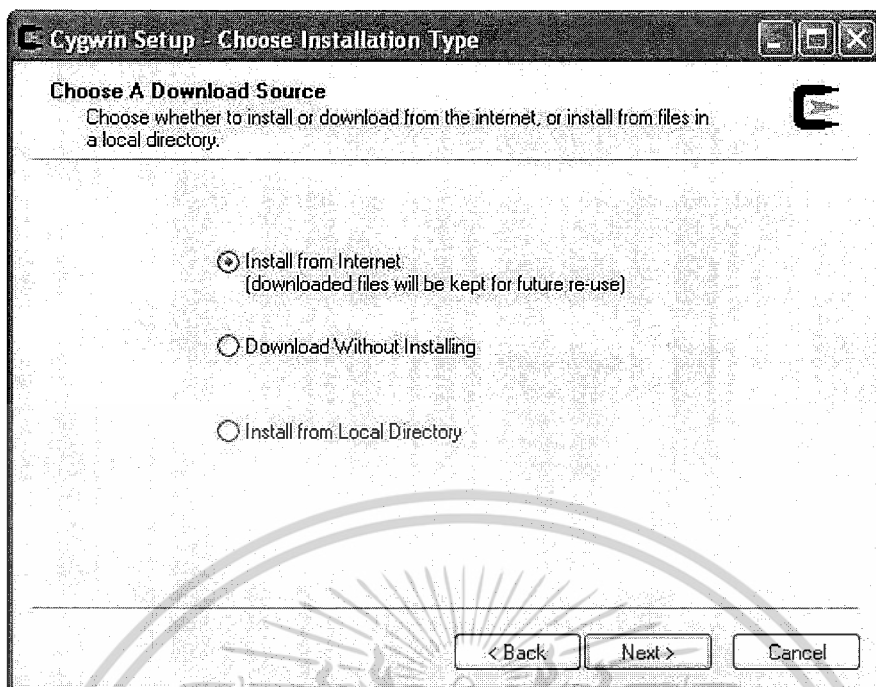 Cygwin Setup - Choose Installation Type
Choose A Download Source
Choose whether to install or download from the internet, or install from files in
a local directory.
Install from Internet
(downloaded files will be kept for future re-use)
Download Without Installing
Install from Local Directory
< Back
Next >
Cancel